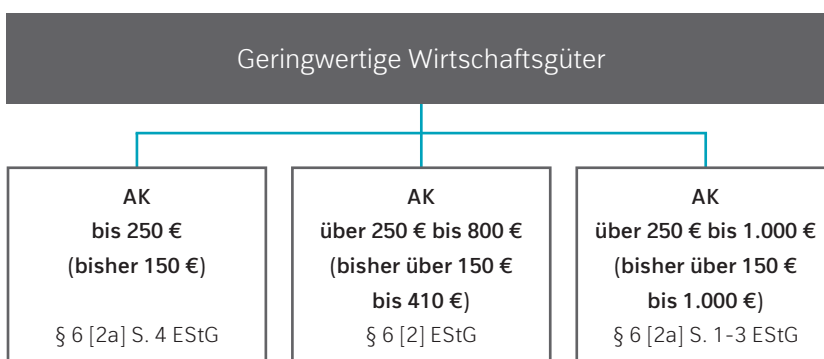 Geringwertige Wirtschaftsgüter
AK
bis 250 €
(bisher 150 €)
§ 6 [2a] S. 4 EStG
AK
über 250 € bis 800 €
(bisher über 150 €
bis 410 €)
§ 6 [2] EStG
AK
über 250 € bis 1.000 €
(bisher über 150 €
bis 1.000 €)
§ 6 [2a] S. 1-3 EStG